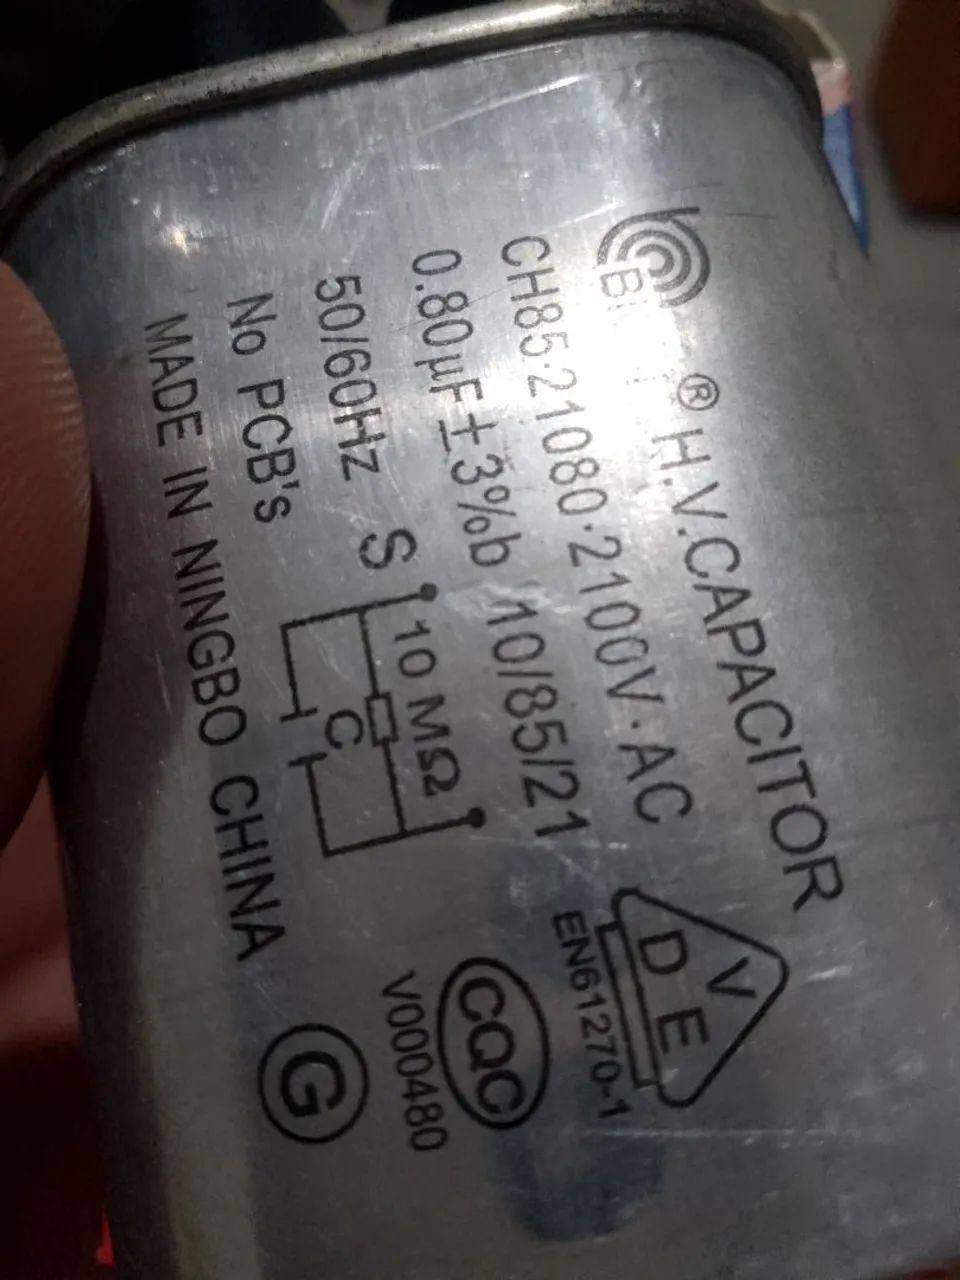 ® H.V.CAPACITOR
CH85·21080·2100V·AC
0.80µF±3%b 10/85/21
50/60Hz S
10 MΩ
C
No PCB's
MADE IN NINGBO CHINA
VDE
EN61270-1
CQC
V000480
G